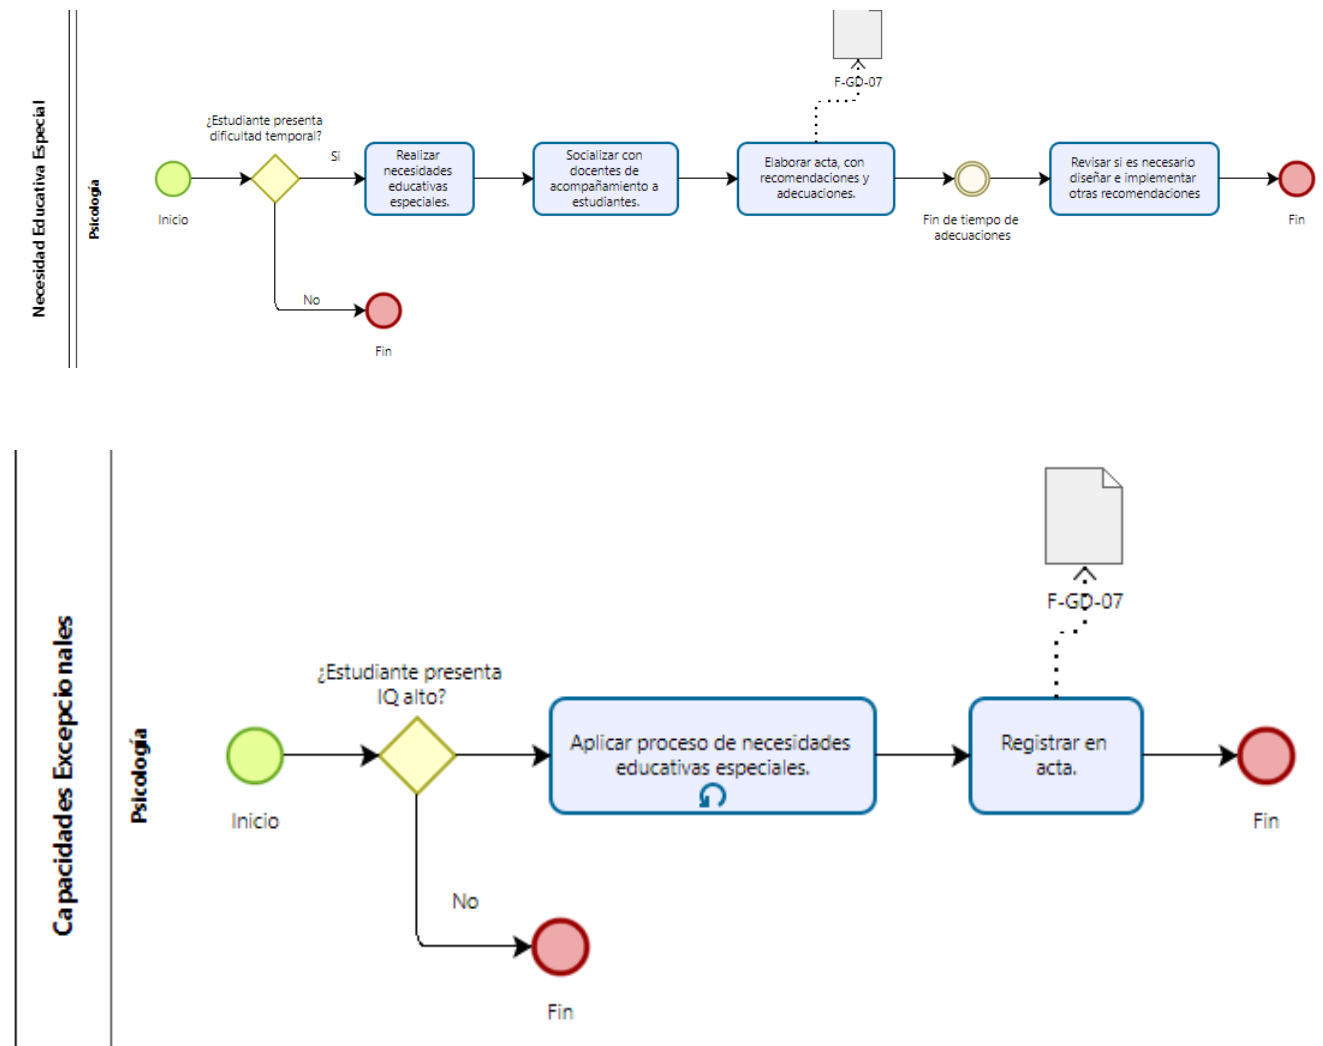 Necesidad Educativa Especial
Psicología
¿Estudiante presenta
dificultad temporal?
Si
Inicio
Realizar
necesidades
educativas
especiales.
Socializar con
docentes de
acompañamiento a
estudiantes.
F-GD-07
Elaborar acta, con
recomendaciones y
adecuaciones.
Fin de tiempo de
adecuaciones
Revisar si es necesario
diseñar e implementar
otras recomendaciones
Fin
No
Fin
Capacidades Excepcionales
Psicología
¿Estudiante presenta
IQ alto?
Inicio
Aplicar proceso de necesidades
educativas especiales.
F-GD-07
Registrar en
acta.
Fin
No
Fin